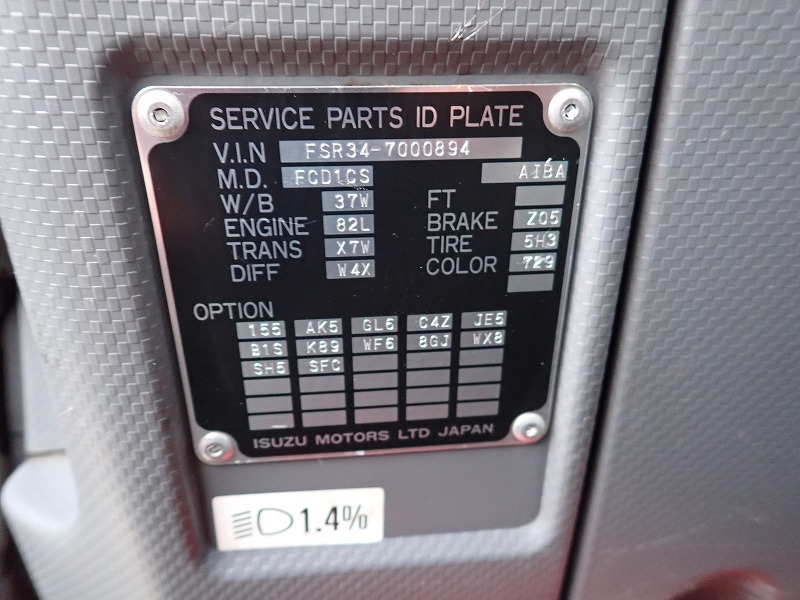 SERVICE PARTS ID PLATE
V.I.N FSR34-7000894
M.D. FCD1CS AIBA
W/B 37W FT
ENGINE 82L BRAKE Z05
TRANS X7W TIRE 5H3
DIFF W4X COLOR 729
OPTION
155 AK5 GL6 C4Z JE5
B1S K89 WF6 8GJ WX8
SH5 SFC
ISUZU MOTORS LTD JAPAN
1.4%